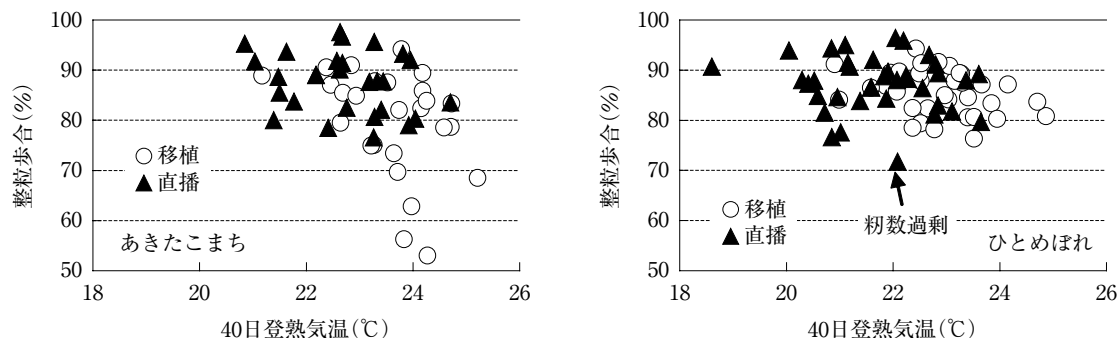 100
90
80
70
60
50
整粒歩合(%)
○移植
▲直播
あきたこまち
18 20 22 24 26
40日登熟気温(℃)
100
90
80
70
60
50
整粒歩合(%)
○移植
▲直播
籾数過剰
ひとめぼれ
18 20 22 24 26
40日登熟気温(℃)